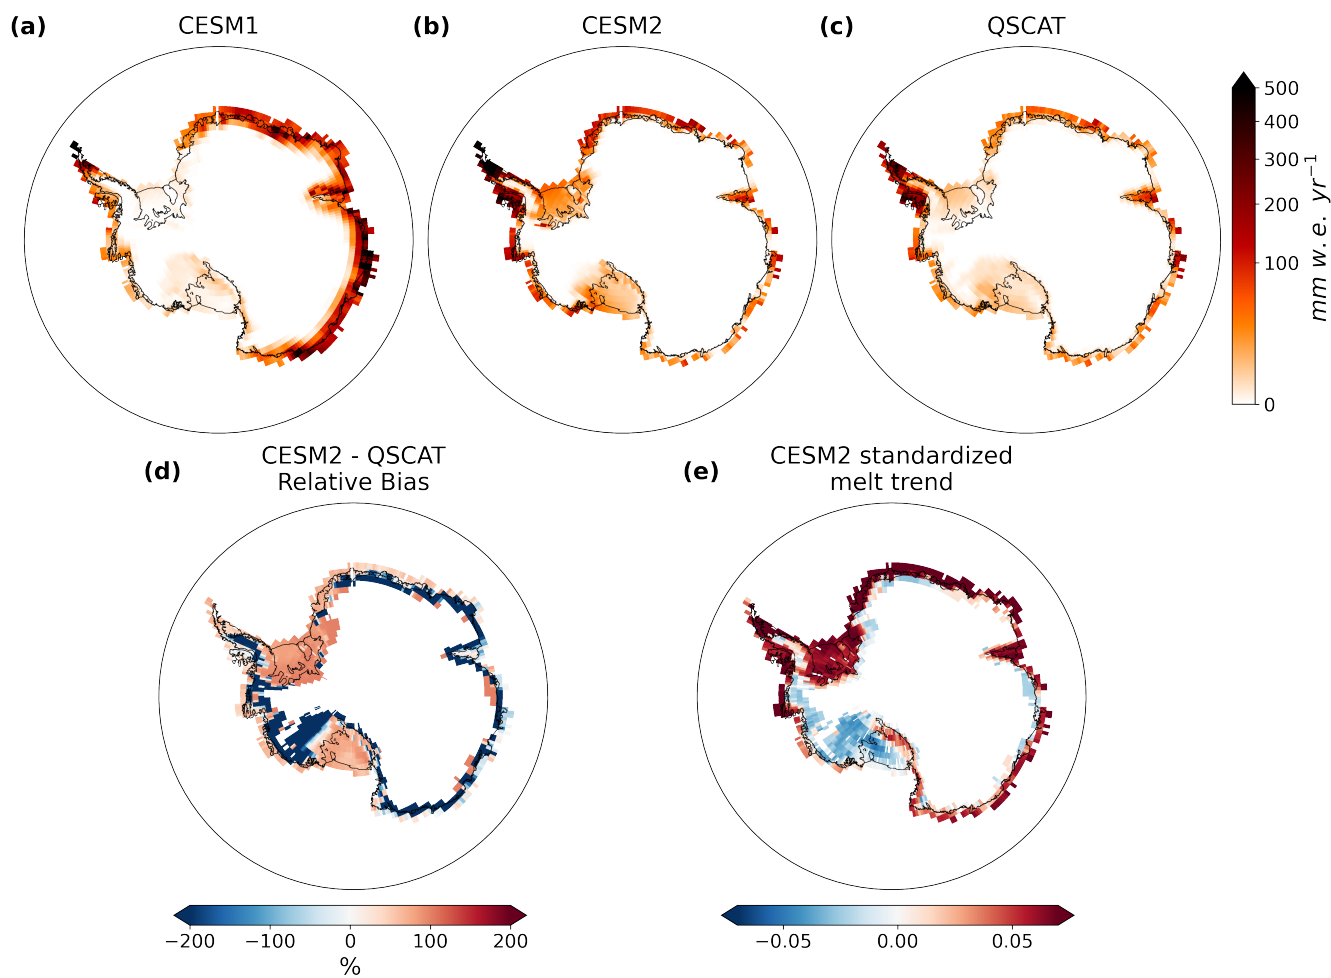 (a) CESM1
(b) CESM2
(c) QSCAT
500
400
300
200
100
0
mm w.e. yr⁻¹
(d) CESM2 - QSCAT
Relative Bias
(e) CESM2 standardized
melt trend
−200 −100 0 100 200
%
−0.05 0.00 0.05